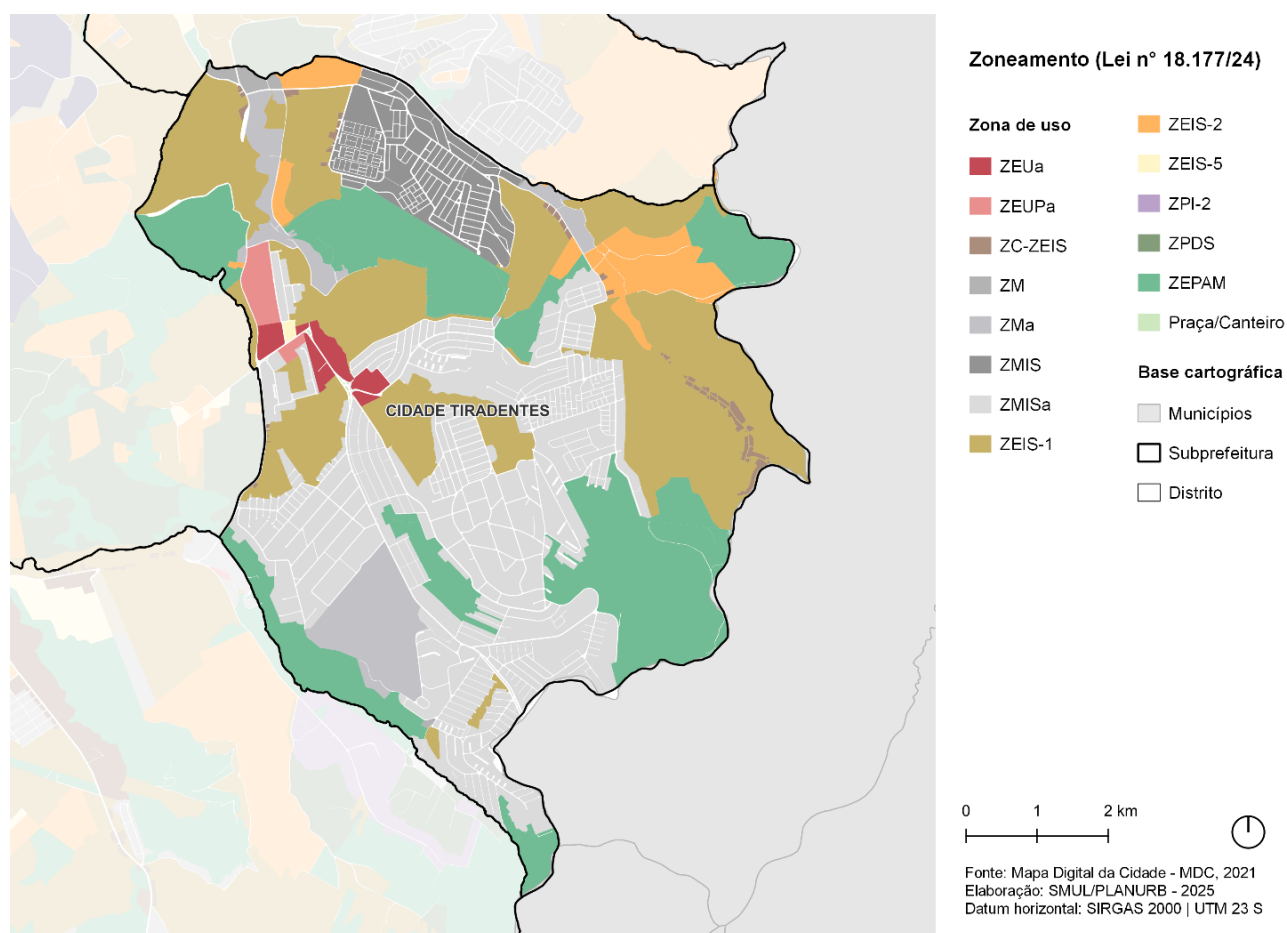 Zoneamento (Lei n° 18.177/24)
Zona de uso
ZEUa
ZEUPa
ZC-ZEIS
ZM
ZMa
ZMIS
ZMISa
ZEIS-1
ZEIS-2
ZEIS-5
ZPI-2
ZPDS
ZEPAM
Praça/Canteiro
Base cartográfica
Municípios
Subprefeitura
Distrito
CIDADE TIRADENTES
0 1 2 km
Fonte: Mapa Digital da Cidade - MDC, 2021
Elaboração: SMUL/PLANURB - 2025
Datum horizontal: SIRGAS 2000 | UTM 23 S